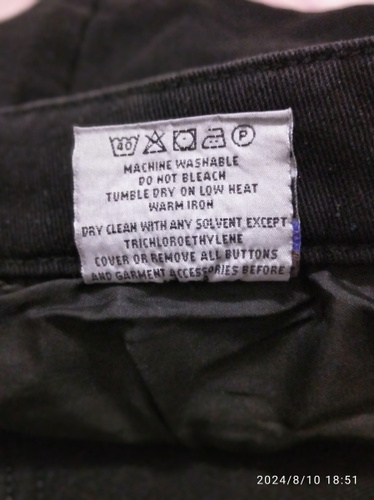 40 P
MACHINE WASHABLE
DO NOT BLEACH
TUMBLE DRY ON LOW HEAT
WARM IRON
DRY CLEAN WITH ANY SOLVENT EXCEPT
TRICHLOROETHYLENE
COVER OR REMOVE ALL BUTTONS
AND GARMENT ACCESSORIES BEFORE
2024/8/10 18:51